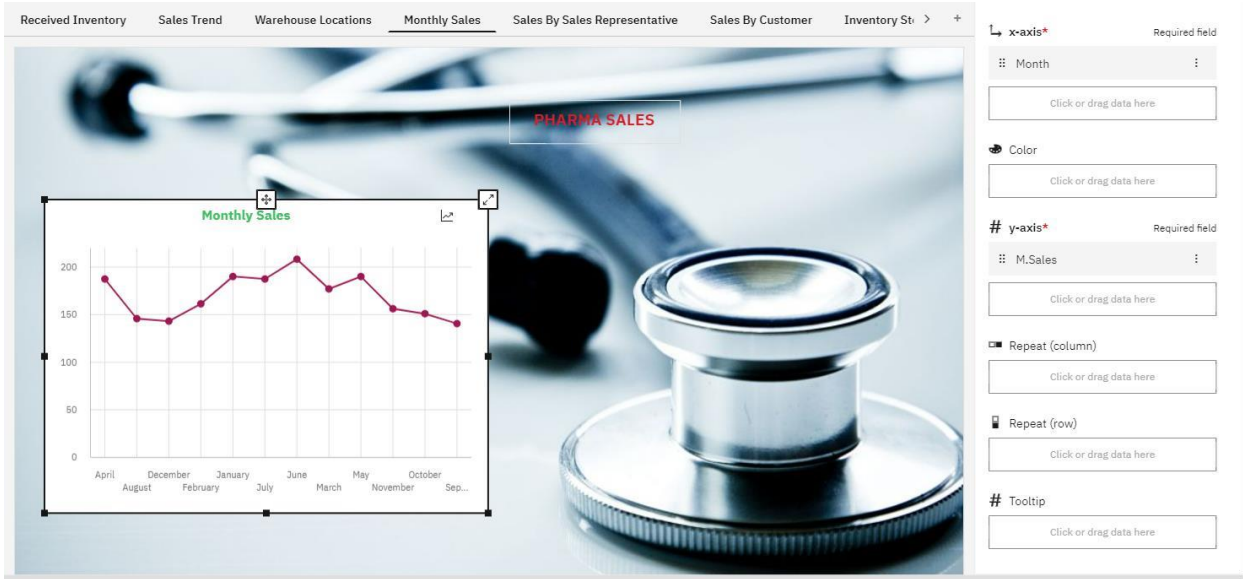 Received Inventory Sales Trend Warehouse Locations Monthly Sales Sales By Sales Representative Sales By Customer Inventory St
x-axis* Required field
Month
Click or drag data here
Color
Click or drag data here
# y-axis* Required field
M.Sales
Click or drag data here
Repeat (column)
Click or drag data here
Repeat (row)
Click or drag data here
# Tooltip
Click or drag data here
PHARMA SALES
Monthly Sales
200
150
100
50
0
April December January June May October
August February July March November Sep...